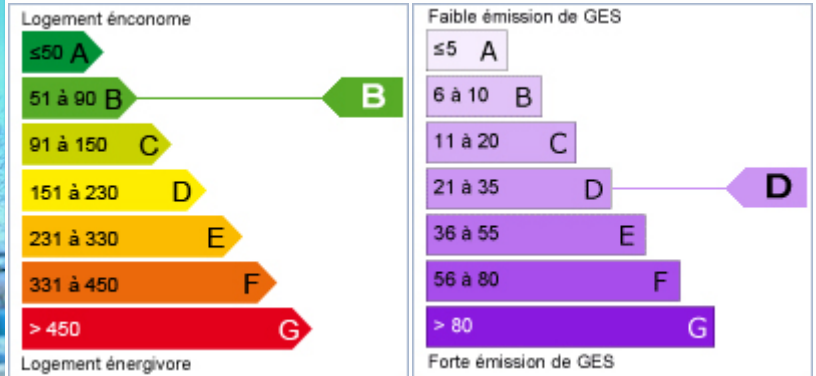 Logement énconome
≤50 A
51 à 90 B
B
91 à 150 C
151 à 230 D
231 à 330 E
331 à 450 F
> 450 G
Logement énergivore
Faible émission de GES
≤5 A
6 à 10 B
11 à 20 C
21 à 35 D
D
36 à 55 E
56 à 80 F
> 80 G
Forte émission de GES